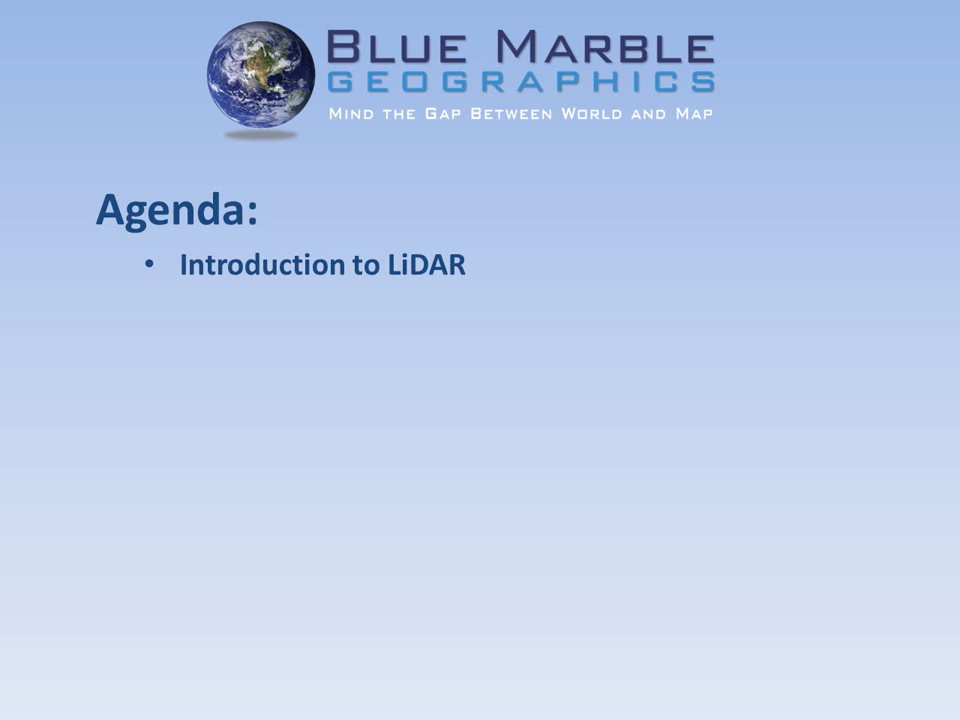 BLUE MARBLE
GEOGRAPHICS
MIND THE GAP BETWEEN WORLD AND MAP
Agenda:
• Introduction to LiDAR